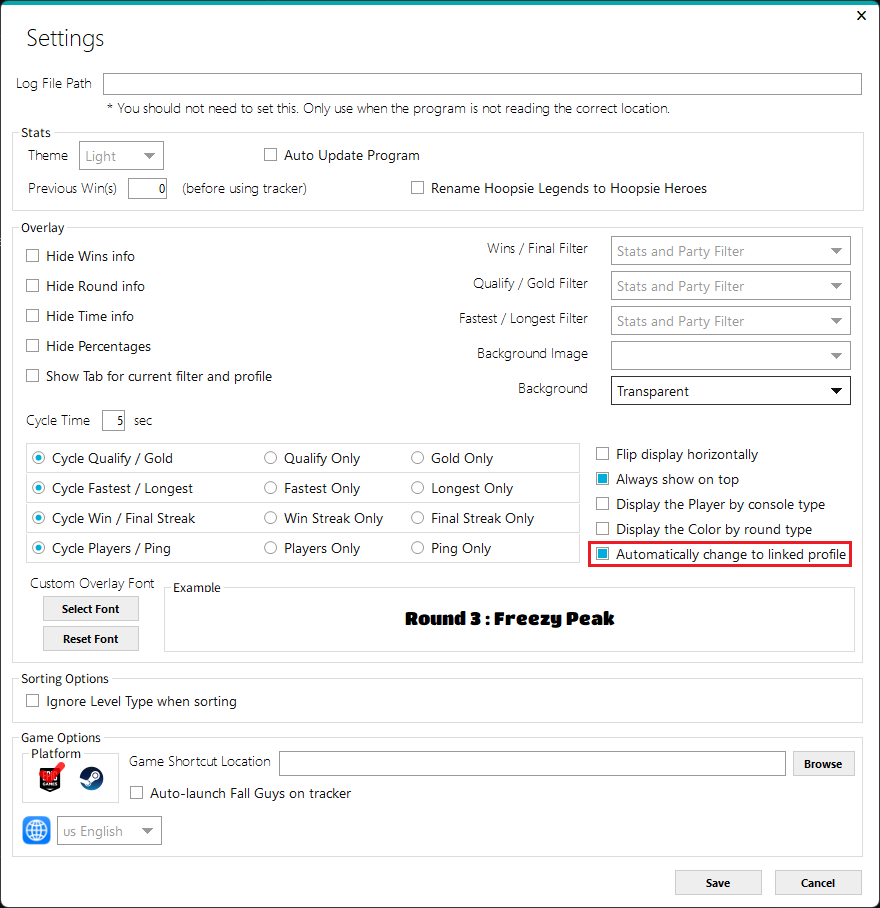 Settings
Log File Path
* You should not need to set this. Only use when the program is not reading the correct location.
Stats
Theme Light Auto Update Program
Previous Win(s) 0 (before using tracker) Rename Hoopsie Legends to Hoopsie Heroes
Overlay
Hide Wins info
Hide Round info
Hide Time info
Hide Percentages
Show Tab for current filter and profile
Wins / Final Filter Stats and Party Filter
Qualify / Gold Filter Stats and Party Filter
Fastest / Longest Filter Stats and Party Filter
Background Image
Background Transparent
Cycle Time 5 sec
Cycle Qualify / Gold Qualify Only Gold Only
Cycle Fastest / Longest Fastest Only Longest Only
Cycle Win / Final Streak Win Streak Only Final Streak Only
Cycle Players / Ping Players Only Ping Only
Flip display horizontally
Always show on top
Display the Player by console type
Display the Color by round type
Automatically change to linked profile
Custom Overlay Font
Select Font
Reset Font
Example
Round 3 : Freezy Peak
Sorting Options
Ignore Level Type when sorting
Game Options
Platform
GAMES
Game Shortcut Location Browse
Auto-launch Fall Guys on tracker
us English
Save Cancel